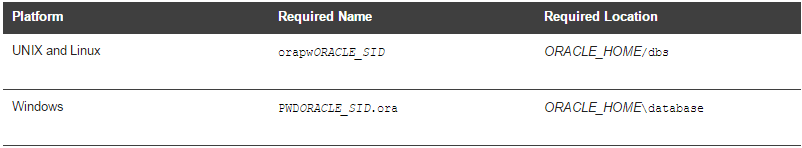 Platform Required Name Required Location
UNIX and Linux orapwORACLE_SID ORACLE_HOME/dbs
Windows PWDORACLE_SID.ora ORACLE_HOME\database